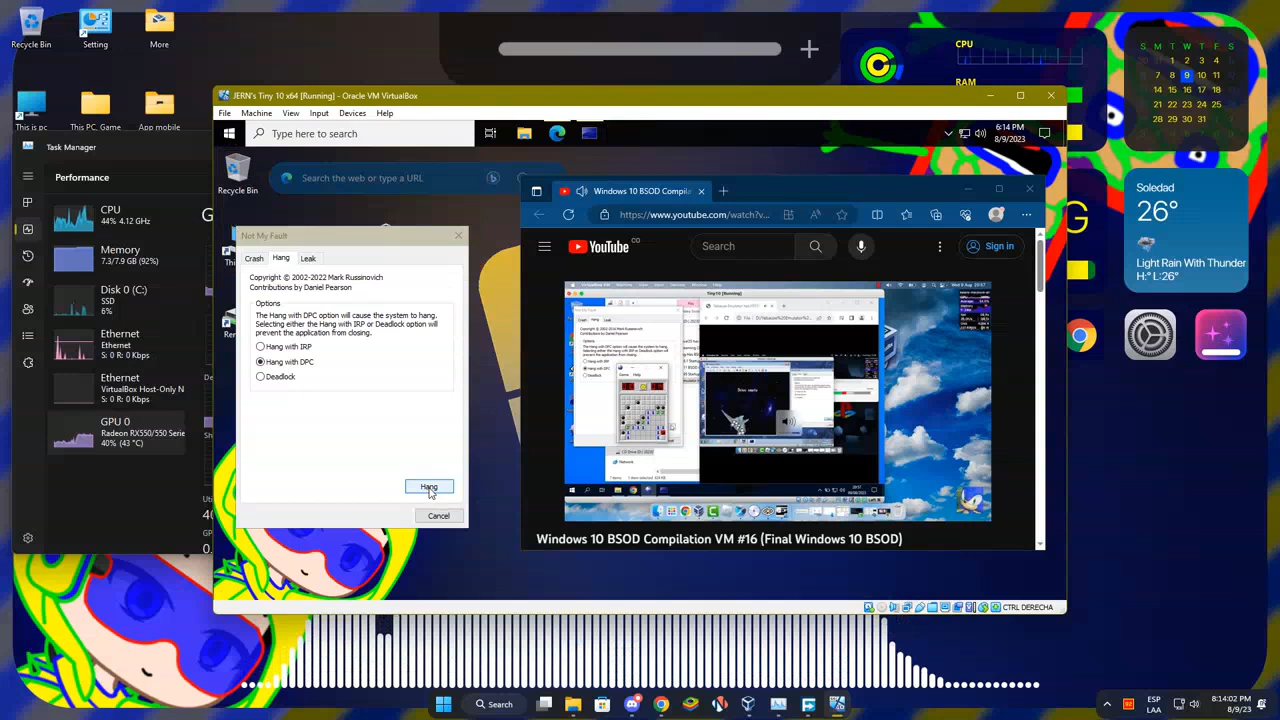 Recycle Bin
Setting
More
This is pc
This PC, Game
App mobile
CPU
RAM
S M T W T F S
1 2 3 4
7 8 9 10 11
14 15 16 17 18
21 22 23 24 25
28 29 30 31
Soledad
26°
Light Rain With Thunder
H:° L:26°
Task Manager
Performance
CPU
44% 4.12 GHz
Memory
7.3/7.9 GB (92%)
Disk 0 (C:)
SSD
6%
Ethernet
Ethernet
S: 0 R: 0 Kbps
Ethernet
VirtualBox Host-Only N
S: 0 R: 0 Kbps
GPU 0
Radeon RX550/550 Serie
40% (43 °C)
JERN's Tiny 10 x64 [Running] - Oracle VM VirtualBox
File Machine View Input Devices Help
Type here to search
6:14 PM
8/9/2023
Recycle Bin
Search the web or type a URL
Not My Fault
Crash Hang Leak
Copyright © 2002-2022 Mark Russinovich
Contributions by Daniel Pearson
Options
The Hang with DPC option will cause the system to hang.
Selecting either the Hang with IRP or Deadlock option will
prevent the application from closing.
Hang with IRP
Hang with DPC
Deadlock
Hang
Cancel
Windows 10 BSOD Compila
https://www.youtube.com/watch?v...
YouTube CO
Search
Sign in
Tiny10 [Running]
Windows 10 BSOD Compilation VM #16 (Final Windows 10 BSOD)
CTRL DERECHA
Search
ESP
LAA
8:14:02 PM
8/9/23